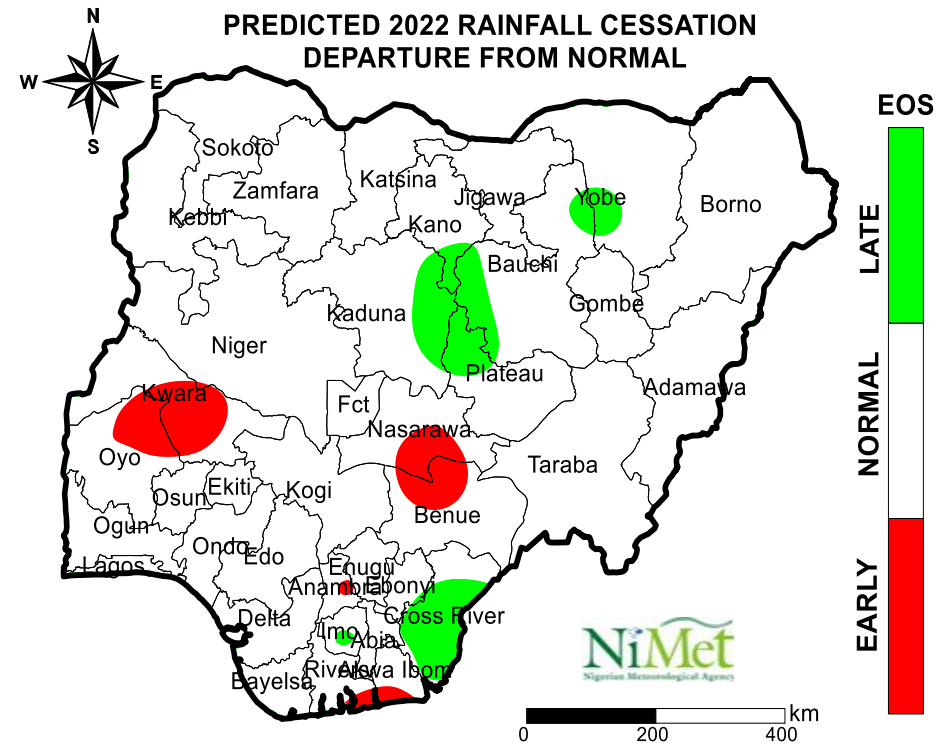 PREDICTED 2022 RAINFALL CESSATION
DEPARTURE FROM NORMAL
N
W
E
S
EOS
LATE
NORMAL
EARLY
Sokoto
Zamfara
Katsina
Jigawa
Yobe
Borno
Kebbi
Kano
Bauchi
Kaduna
Gombe
Niger
Plateau
Adamawa
Kwara
Fct
Nasarawa
Oyo
Taraba
Osun
Ekiti
Kogi
Ogun
Benue
Lagos
Ondo
Edo
Enugu
Anambra
Ebonyi
Delta
Imo
Abia
Cross River
Rivers
Akwa Ibom
Bayelsa
NiMet
Nigerian Meteorological Agency
km
0
200
400